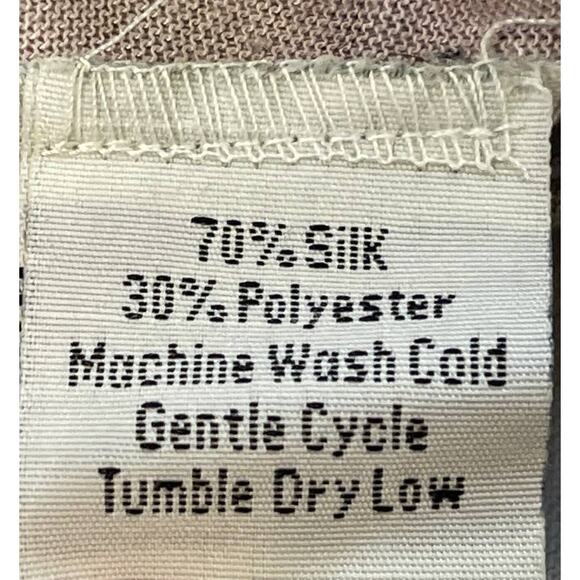 70% Silk
30% Polyester
Machine Wash Cold
Gentle Cycle
Tumble Dry Low